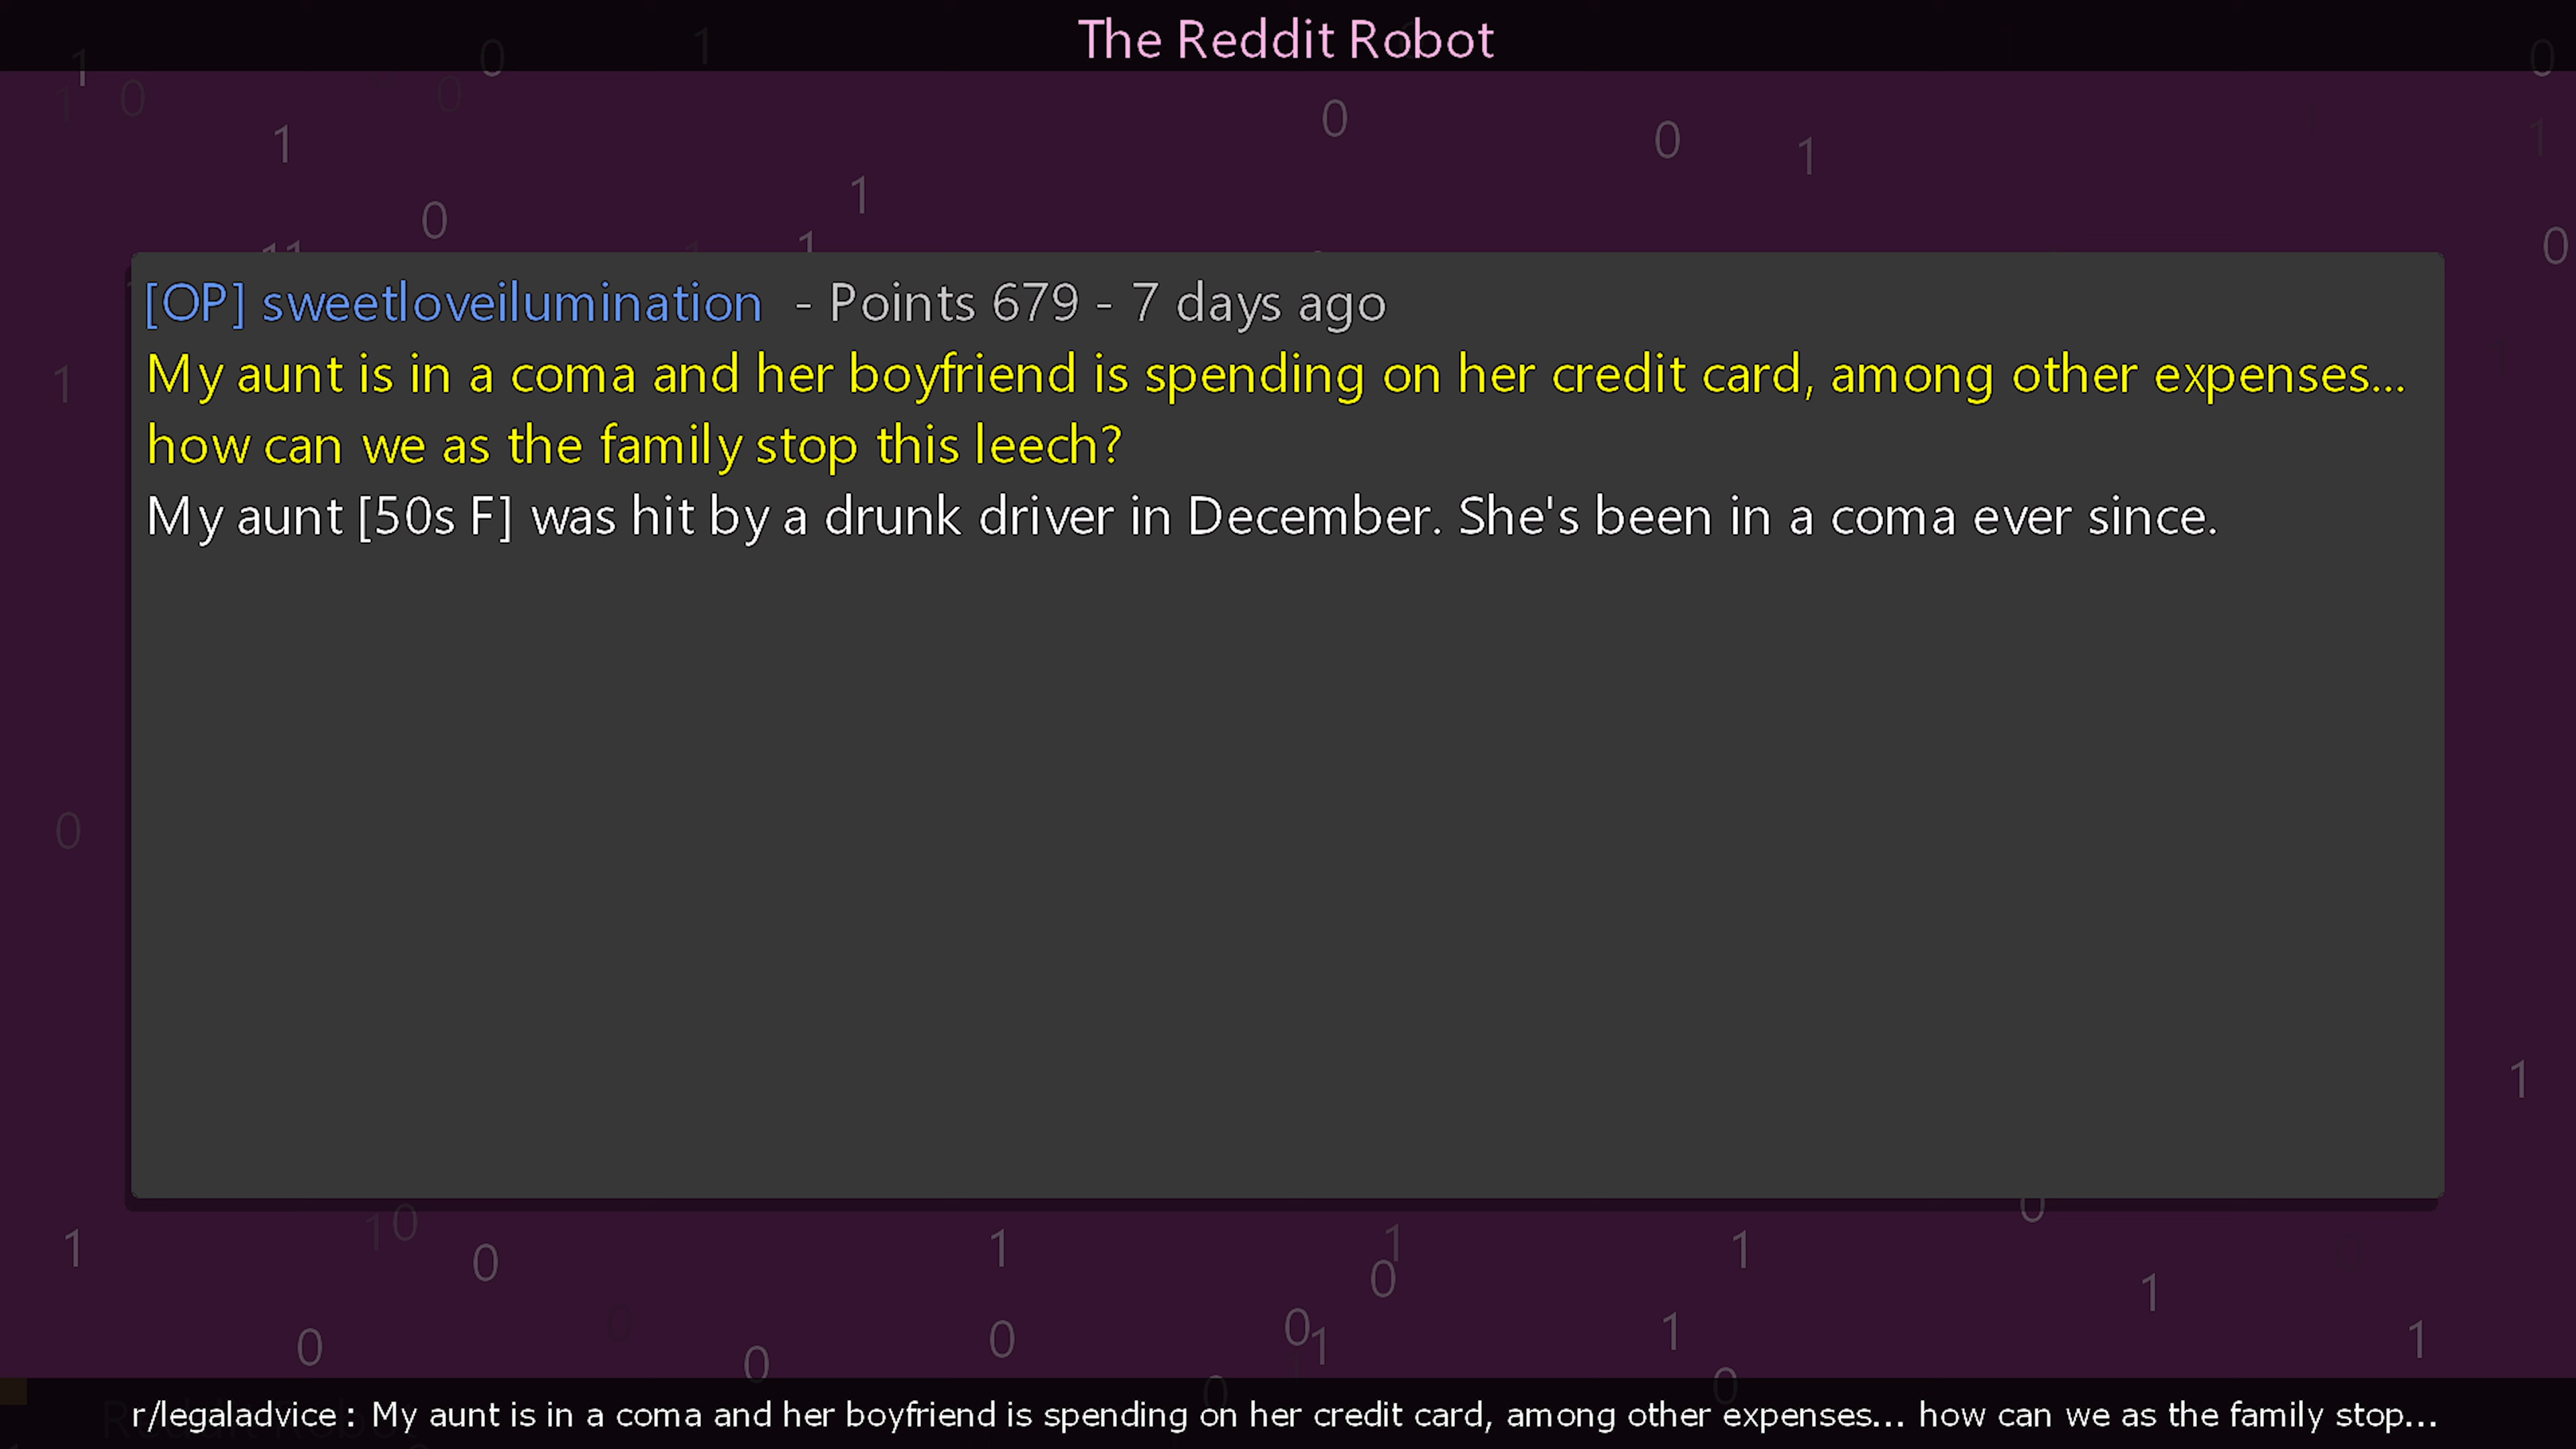 The Reddit Robot
[OP] sweetloveilumination - Points 679 - 7 days ago
My aunt is in a coma and her boyfriend is spending on her credit card, among other expenses...
how can we as the family stop this leech?
My aunt [50s F] was hit by a drunk driver in December. She's been in a coma ever since.
r/legaladvice : My aunt is in a coma and her boyfriend is spending on her credit card, among other expenses... how can we as the family stop...